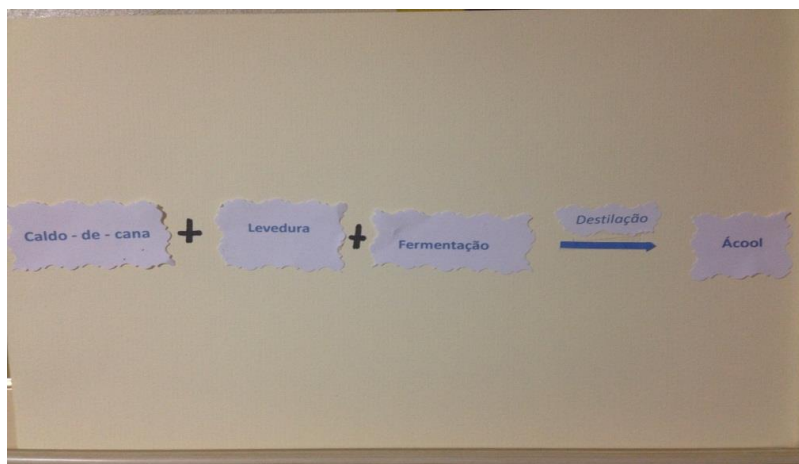 Caldo - de - cana + Levedura + Fermentação Destilação Ácool